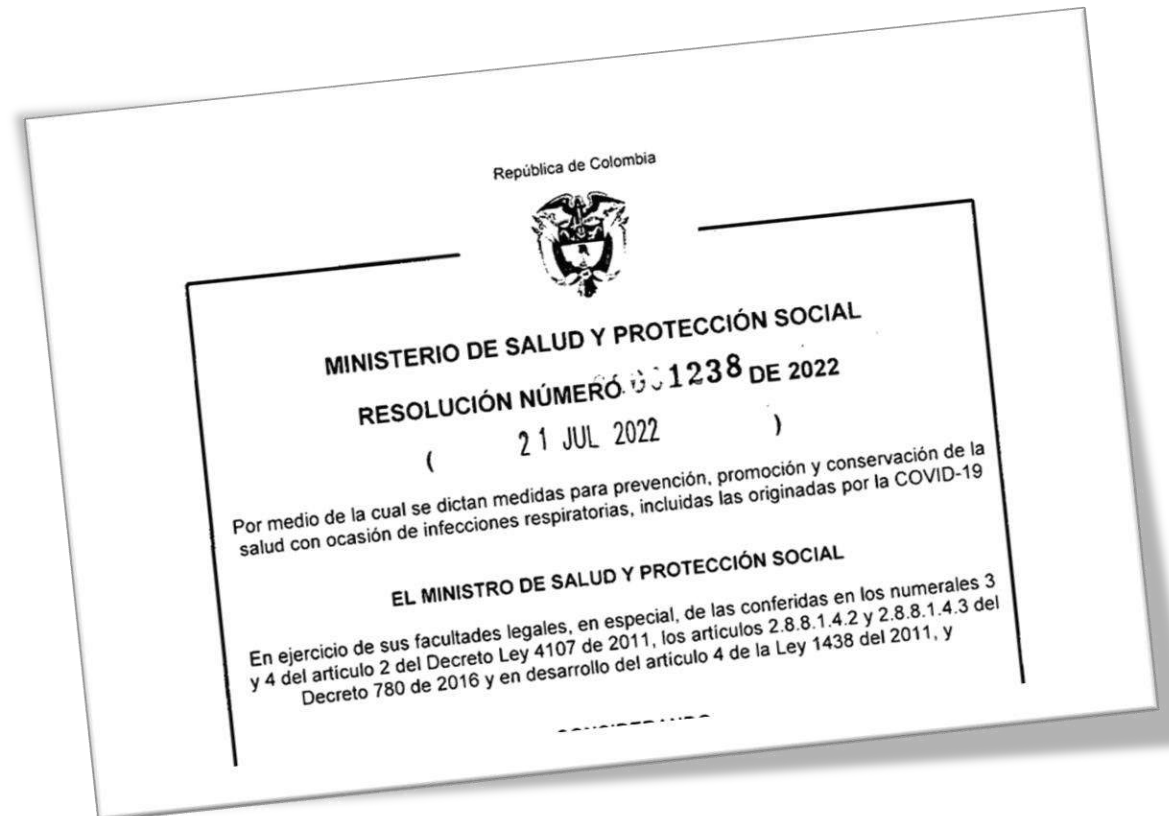 República de Colombia
MINISTERIO DE SALUD Y PROTECCIÓN SOCIAL
RESOLUCIÓN NÚMERO 1238 DE 2022
( 21 JUL 2022 )
Por medio de la cual se dictan medidas para prevención, promoción y conservación de la
salud con ocasión de infecciones respiratorias, incluidas las originadas por la COVID-19
EL MINISTRO DE SALUD Y PROTECCIÓN SOCIAL
En ejercicio de sus facultades legales, en especial, de las conferidas en los numerales 3
y 4 del artículo 2 del Decreto Ley 4107 de 2011, los artículos 2.8.8.1.4.2 y 2.8.8.1.4.3 del
Decreto 780 de 2016 y en desarrollo del artículo 4 de la Ley 1438 del 2011, y